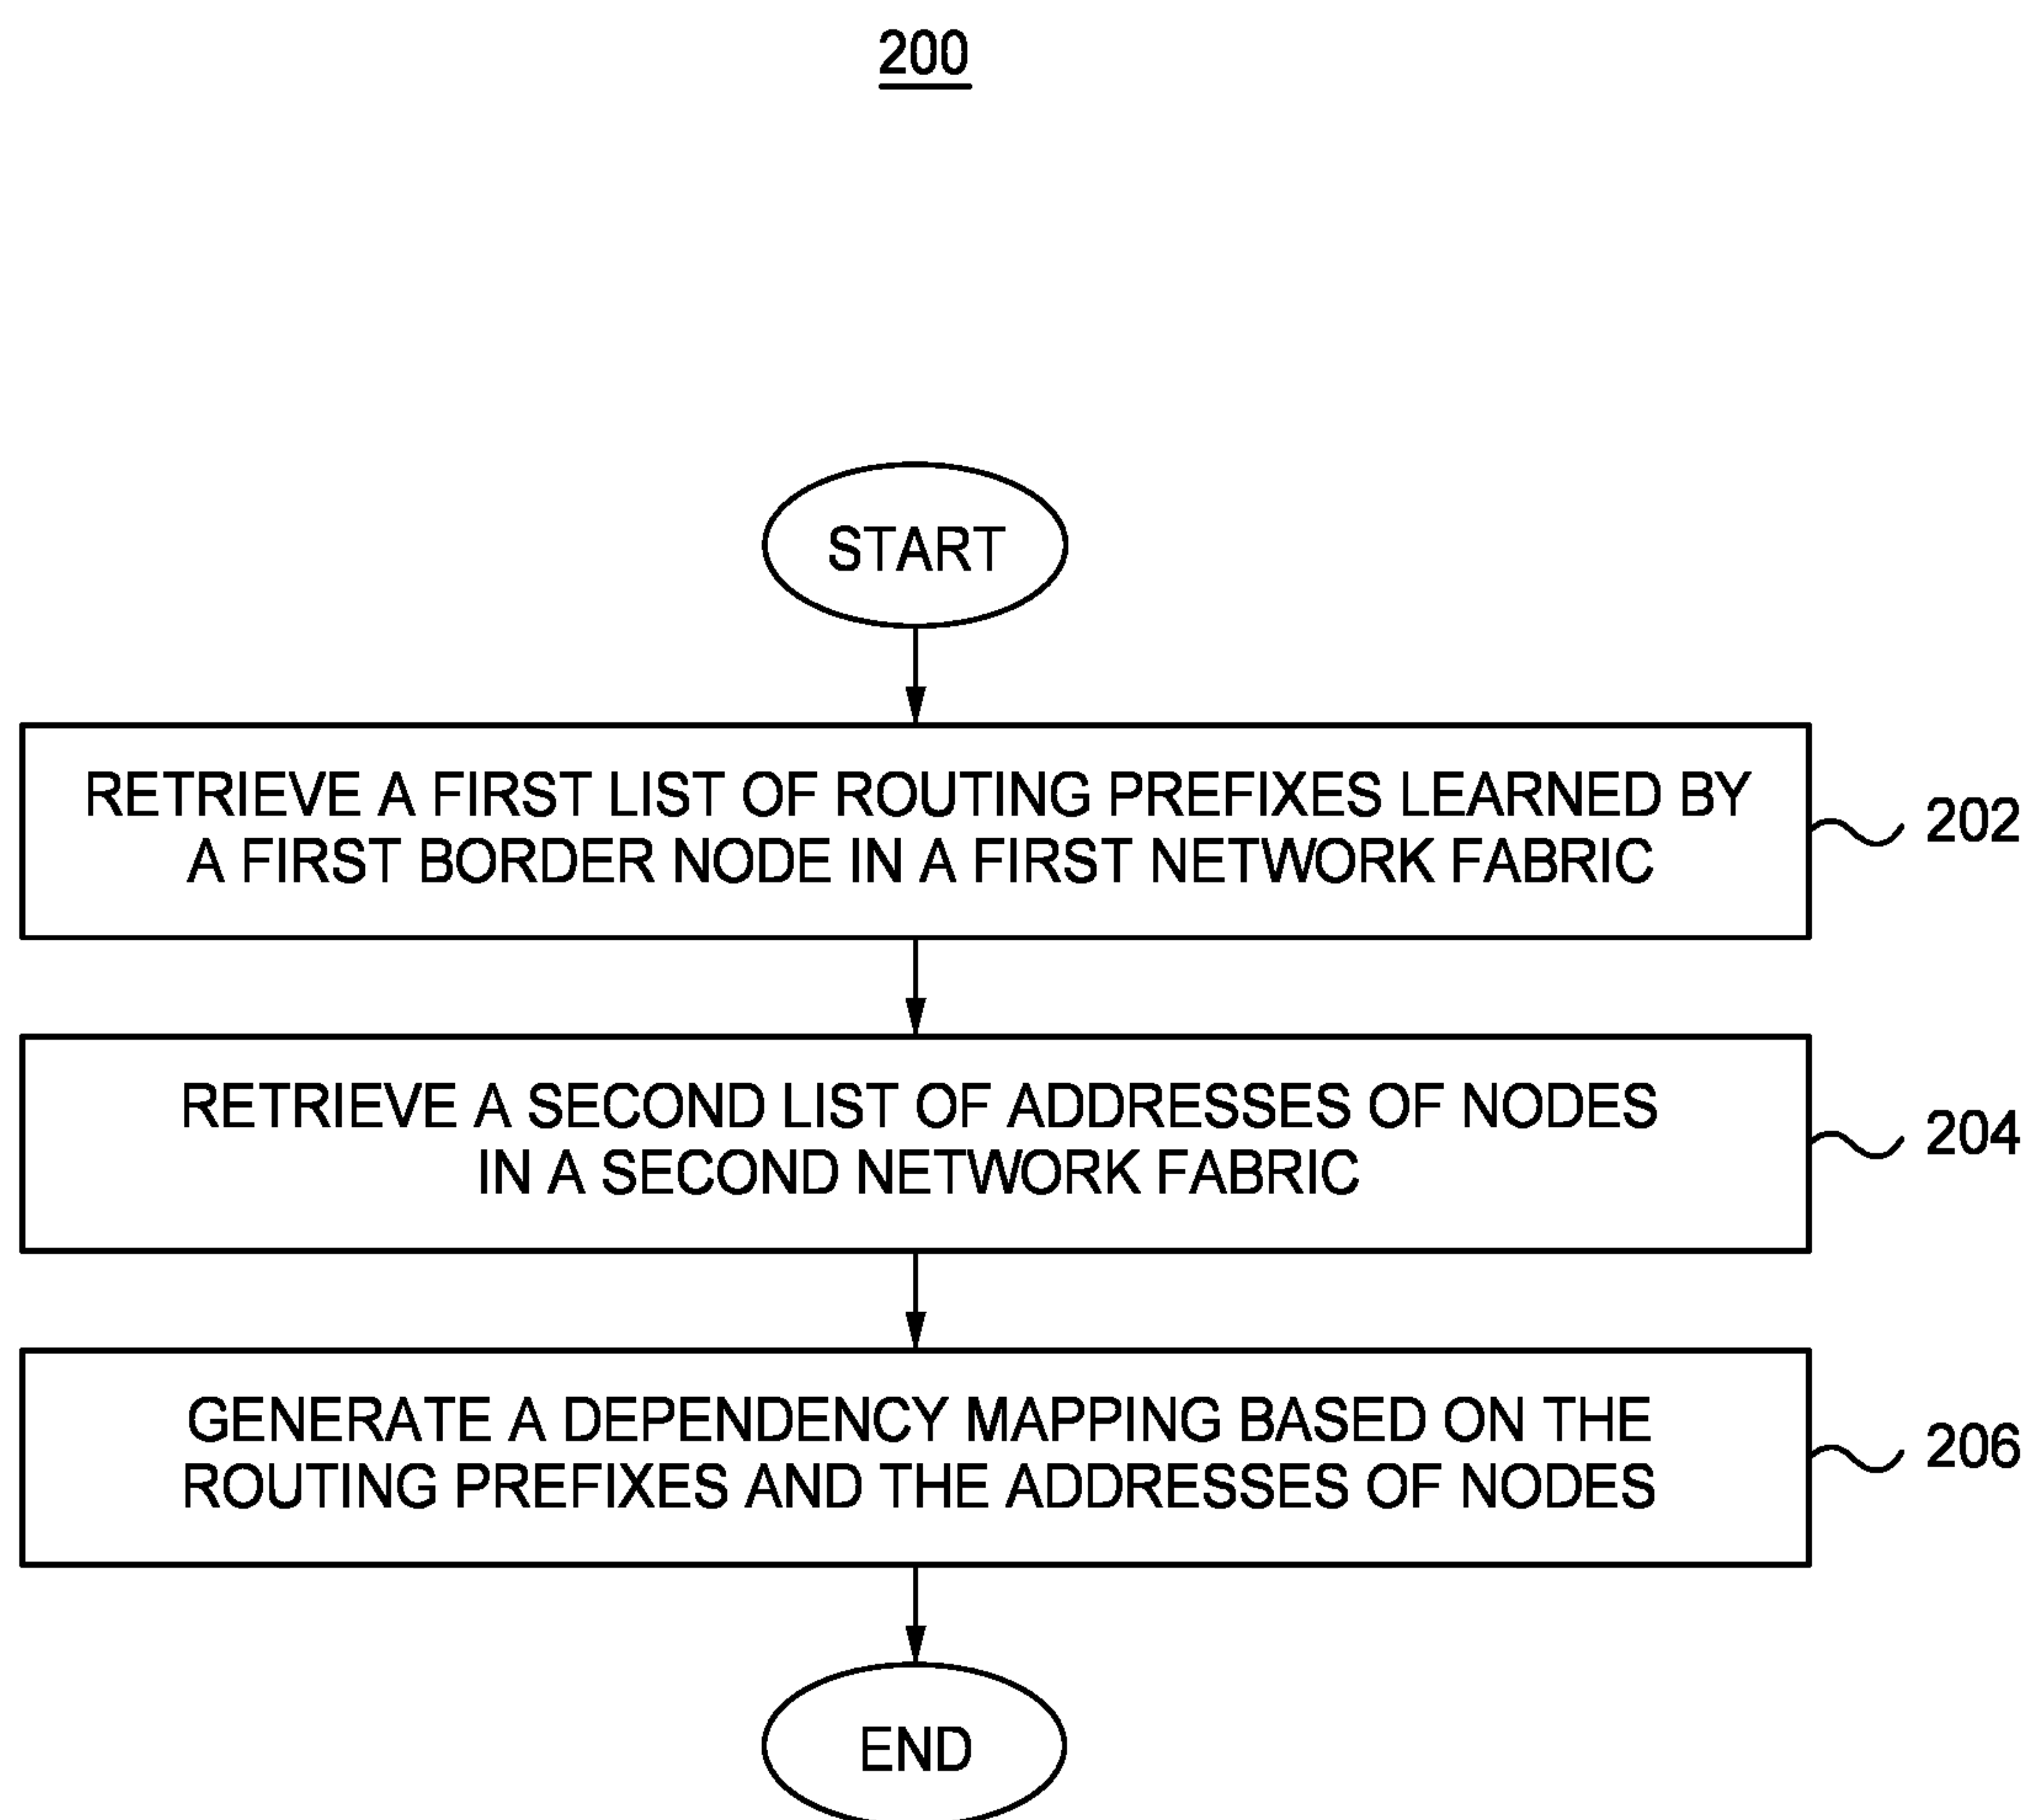 200
START
RETRIEVE A FIRST LIST OF ROUTING PREFIXES LEARNED BY
A FIRST BORDER NODE IN A FIRST NETWORK FABRIC
202
RETRIEVE A SECOND LIST OF ADDRESSES OF NODES
IN A SECOND NETWORK FABRIC
204
GENERATE A DEPENDENCY MAPPING BASED ON THE
ROUTING PREFIXES AND THE ADDRESSES OF NODES
206
END